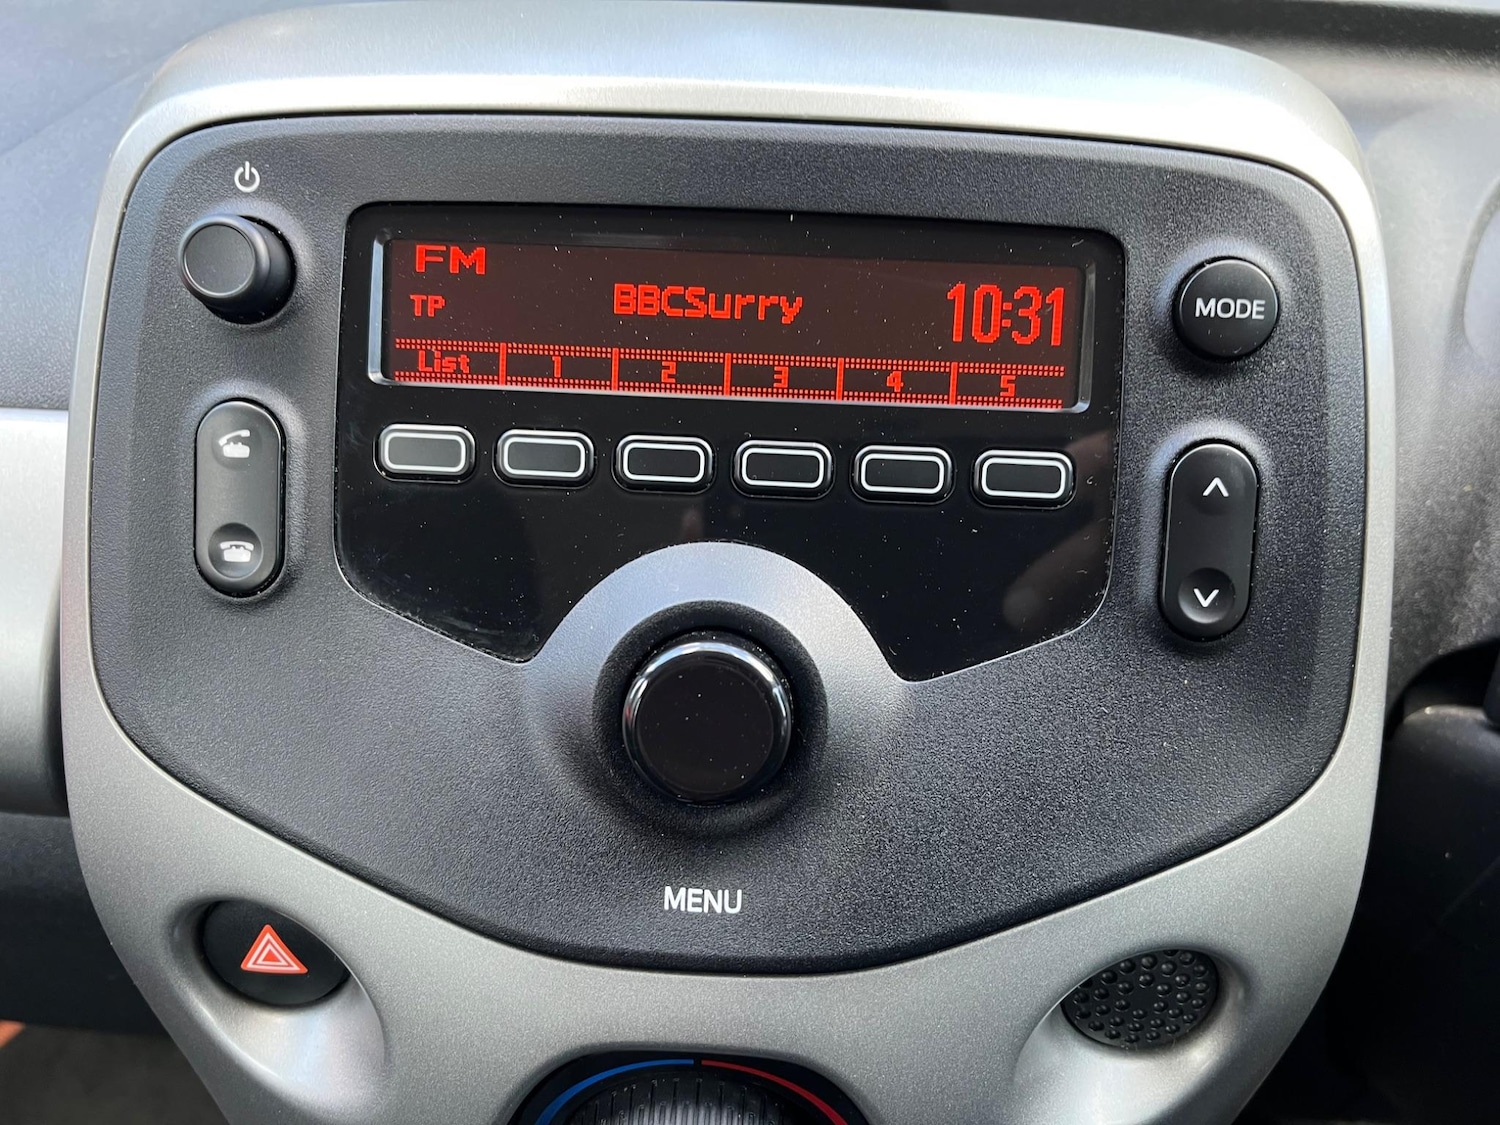 FM
TP
BBCSurry
10:31
List 1 2 3 4 5
MODE
MENU